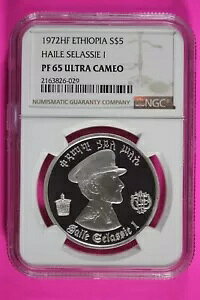 1972HF ETHIOPIA S$5
HAILE SELASSIE I
PF 65 ULTRA CAMEO
2163826-029
NUMISMATIC GUARANTY COMPANY
NGC
Haile Selassie I